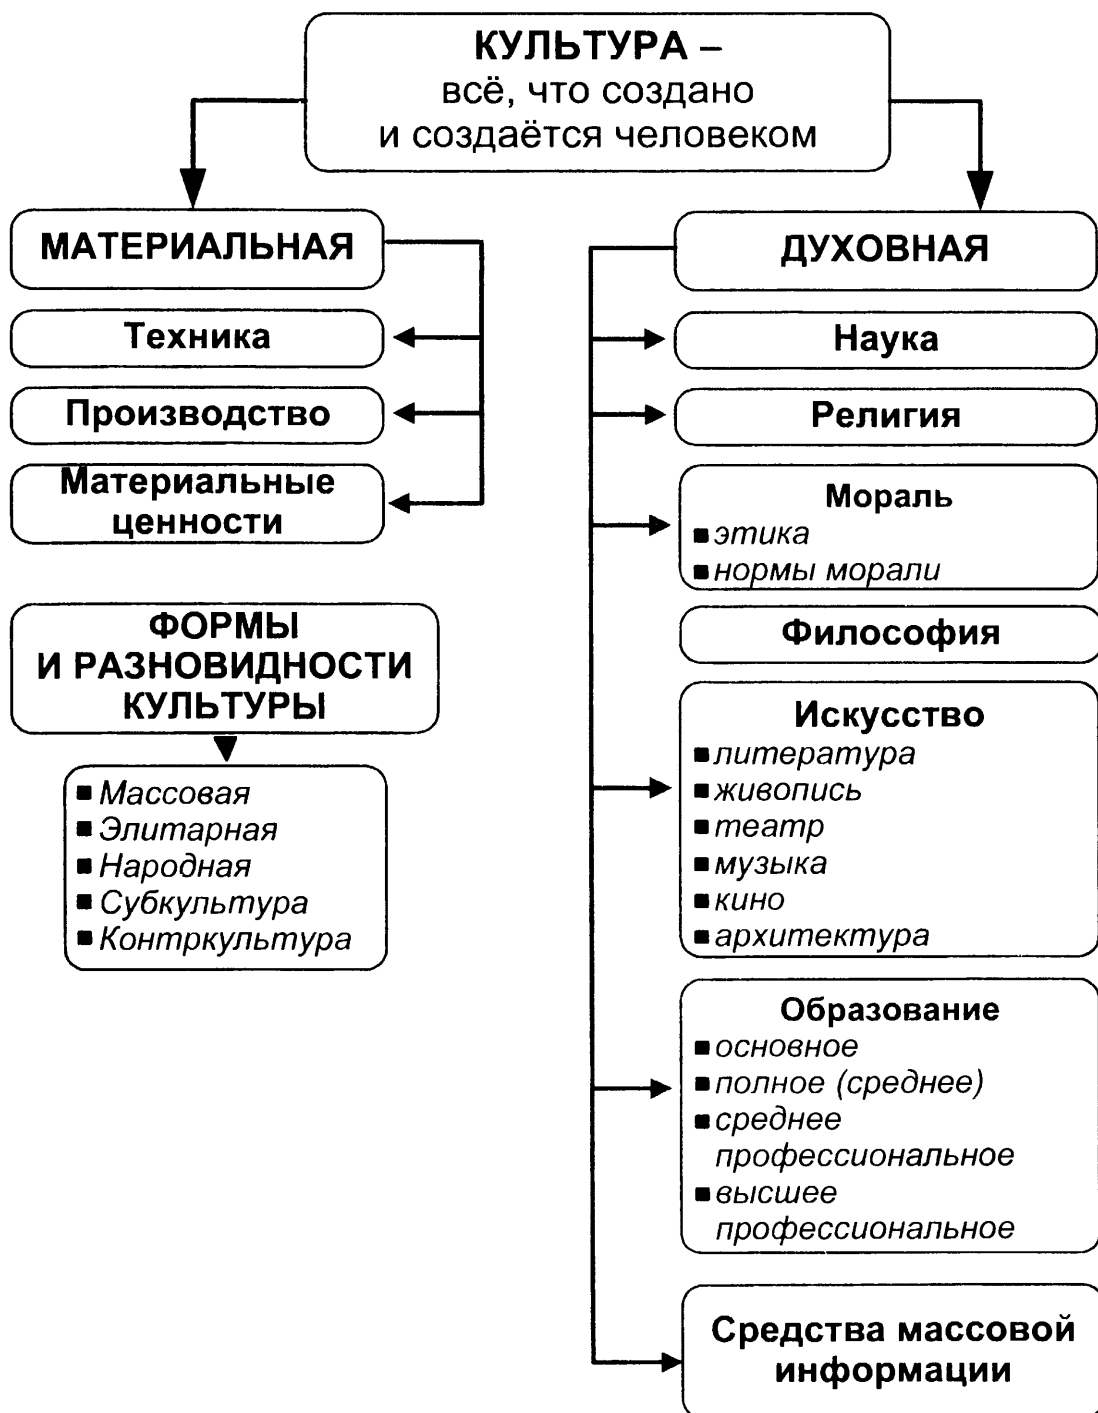 КУЛЬТУРА –
всё, что создано
и создаётся человеком
МАТЕРИАЛЬНАЯ
Техника
Производство
Материальные
ценности
ФОРМЫ
И РАЗНОВИДНОСТИ
КУЛЬТУРЫ
■ Массовая
■ Элитарная
■ Народная
■ Субкультура
■ Контркультура
ДУХОВНАЯ
Наука
Религия
Мораль
■ этика
■ нормы морали
Философия
Искусство
■ литература
■ живопись
■ театр
■ музыка
■ кино
■ архитектура
Образование
■ основное
■ полное (среднее)
■ среднее
профессиональное
■ высшее
профессиональное
Средства массовой
информации